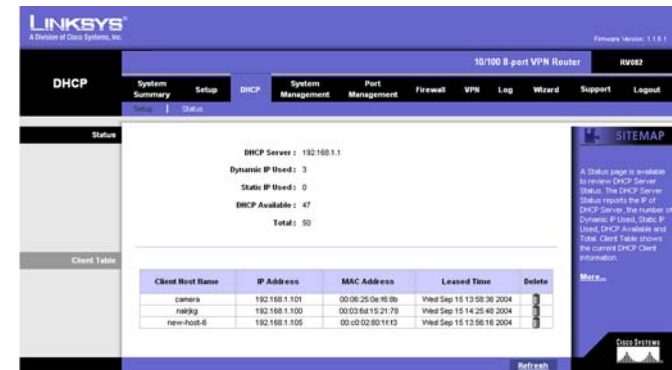 LINKSYS®
A Division of Cisco Systems, Inc.
Firmware Version: 1.1.6.1
10/100 8-port VPN Router
RV082
DHCP
System Summary
Setup
DHCP
System Management
Port Management
Firewall
VPN
Log
Wizard
Support
Logout
Setup | Status
Status
DHCP Server : 192.168.1.1
Dynamic IP Used : 3
Static IP Used : 0
DHCP Available : 47
Total : 50
SITEMAP
A Status page is available
to review DHCP Server
Status. The DHCP Server
Status reports the IP of
DHCP Server, the number of
Dynamic IP Used, Static IP
Used, DHCP Available and
Total. Client Table shows
the current DHCP Client
information.
More...
Client Table
Client Host Name IP Address MAC Address Leased Time Delete
camera 192.168.1.101 Wed Sep 15 13:58:36 2004
192.168.1.100 00:03:6d:15:21:78 Wed Sep 15 14:25:48 2004
new-host-6 192.168.1.105 00:c0:02:80:1f:f3 Wed Sep 15 13:56:16 2004
Refresh
CISCO SYSTEMS